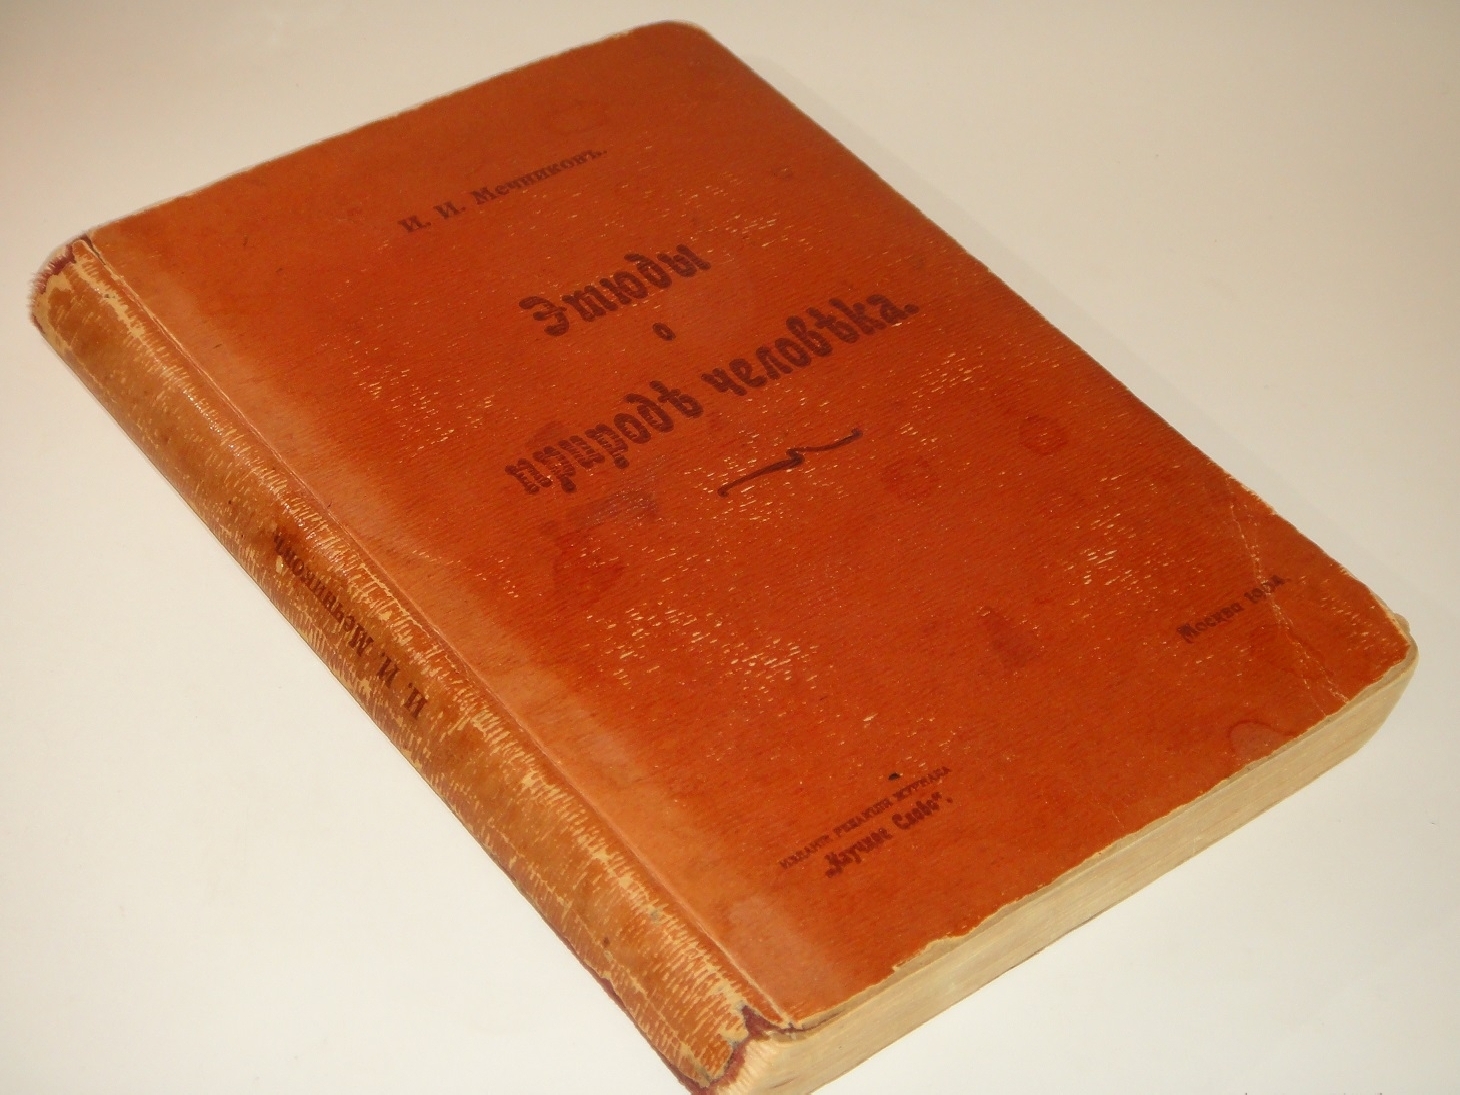 И. И. Мечниковъ.
Этюды
о
природѣ человѣка.
Москва 1904.
ИЗДАНІЕ РЕДАКЦІИ ЖУРНАЛА
„Научное Слово“.
И. И. Мечниковъ.